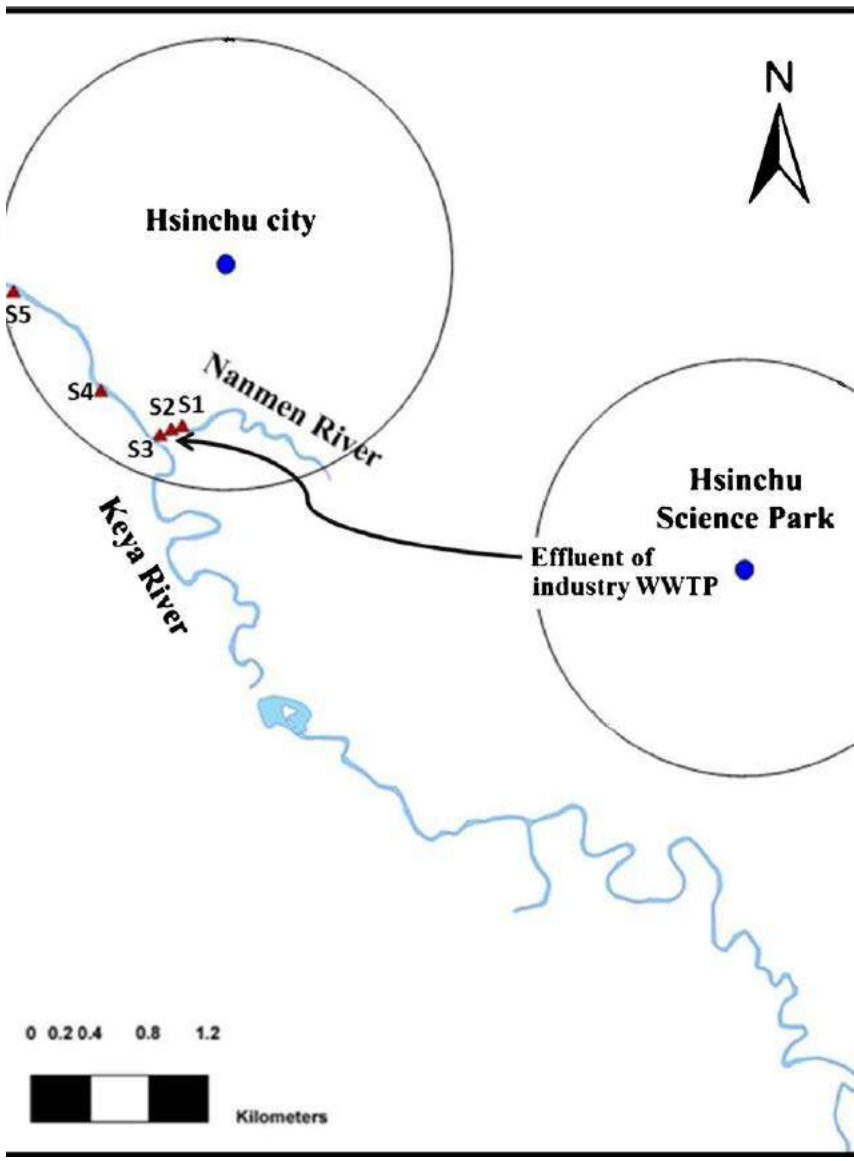 N
Hsinchu city
S5
S4
S2 S1
S3
Nanmen River
Keya River
Hsinchu
Science Park
Effluent of
industry WWTP
0 0.2 0.4 0.8 1.2
Kilometers